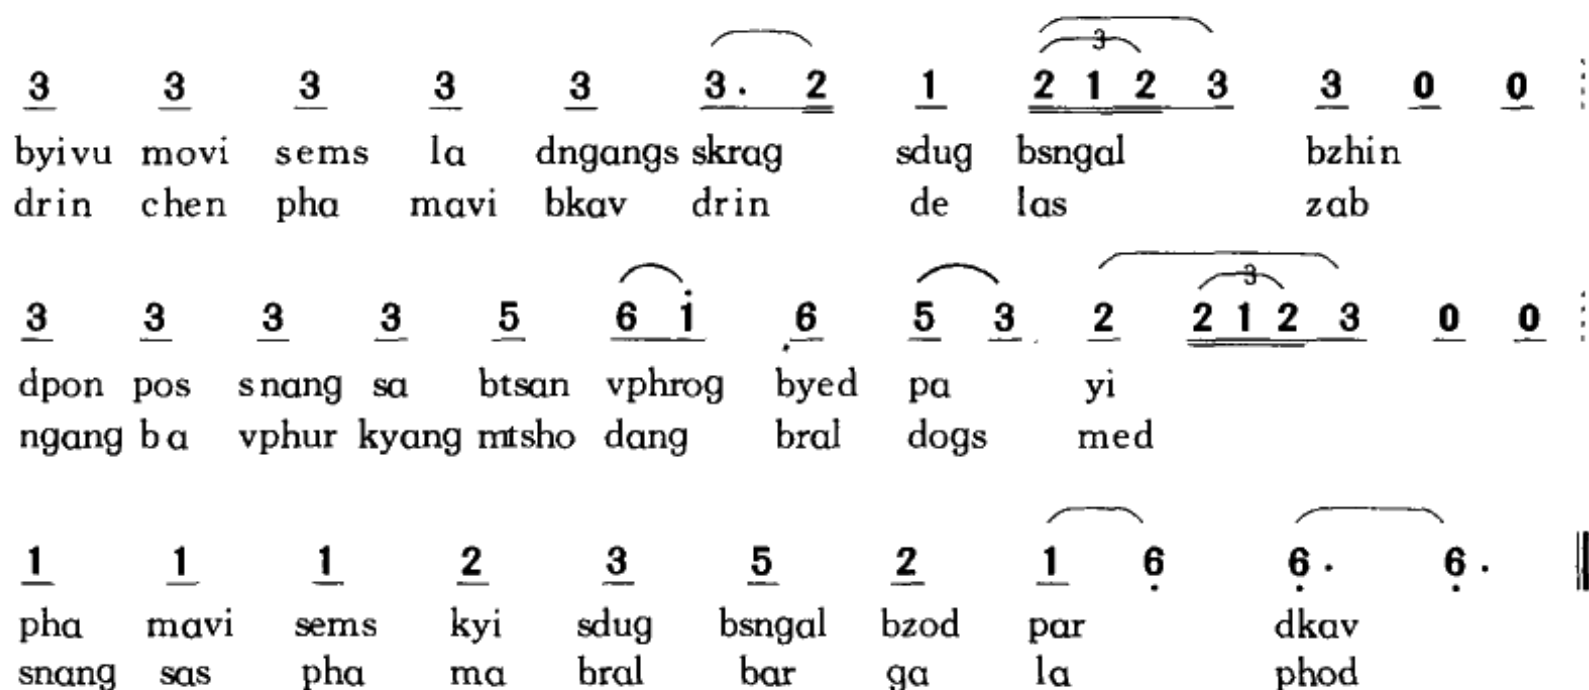 3 3 3 3 3 3. 2 1 2 1 2 3 3 0 0
byivu movi sems la dngangs skrag sdug bsngal bzhin
drin chen pha mavi bkav drin de las zab
3 3 3 3 5 6 i 6 5 3 2 2 1 2 3 0 0
dpon pos snang sa btsan vphrog byed pa yi
ngang ba vphur kyang mtsho dang bral dogs med
1 1 1 2 3 5 2 1 6 6. 6.
pha mavi sems kyi sdug bsngal bzod par dkav
snang sas pha ma bral bar ga la phod